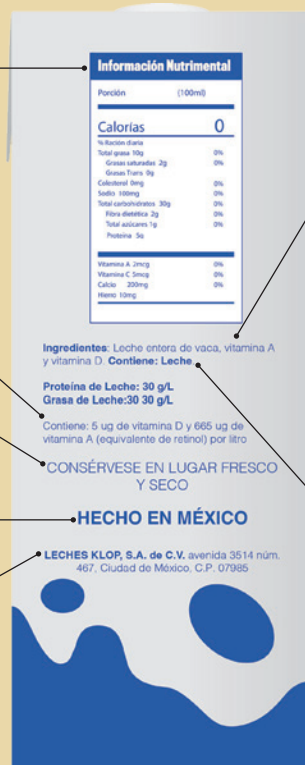 Información Nutrimental
Porción (100ml)
Calorías 0
% Ración diaria
Total grasa 10g 0%
Grasas saturadas 2g 0%
Grasas Trans 0g
Colesterol 0mg 0%
Sodio 100mg 0%
Total carbohidratos 30g 0%
Fibra dietética 2g 0%
Total azúcares 1g 0%
Proteína 5g
Vitamina A 2mcg 0%
Vitamina C 5mcg 0%
Calcio 200mg 0%
Hierro 10mg
Ingredientes: Leche entera de vaca, vitamina A
y vitamina D. Contiene: Leche.
Proteína de Leche: 30 g/L
Grasa de Leche:30 30 g/L
Contiene: 5 ug de vitamina D y 665 ug de
vitamina A (equivalente de retinol) por litro
CONSÉRVESE EN LUGAR FRESCO
Y SECO
HECHO EN MÉXICO
LECHES KLOP, S.A. de C.V. avenida 3514 núm.
467, Ciudad de México, C.P. 07985